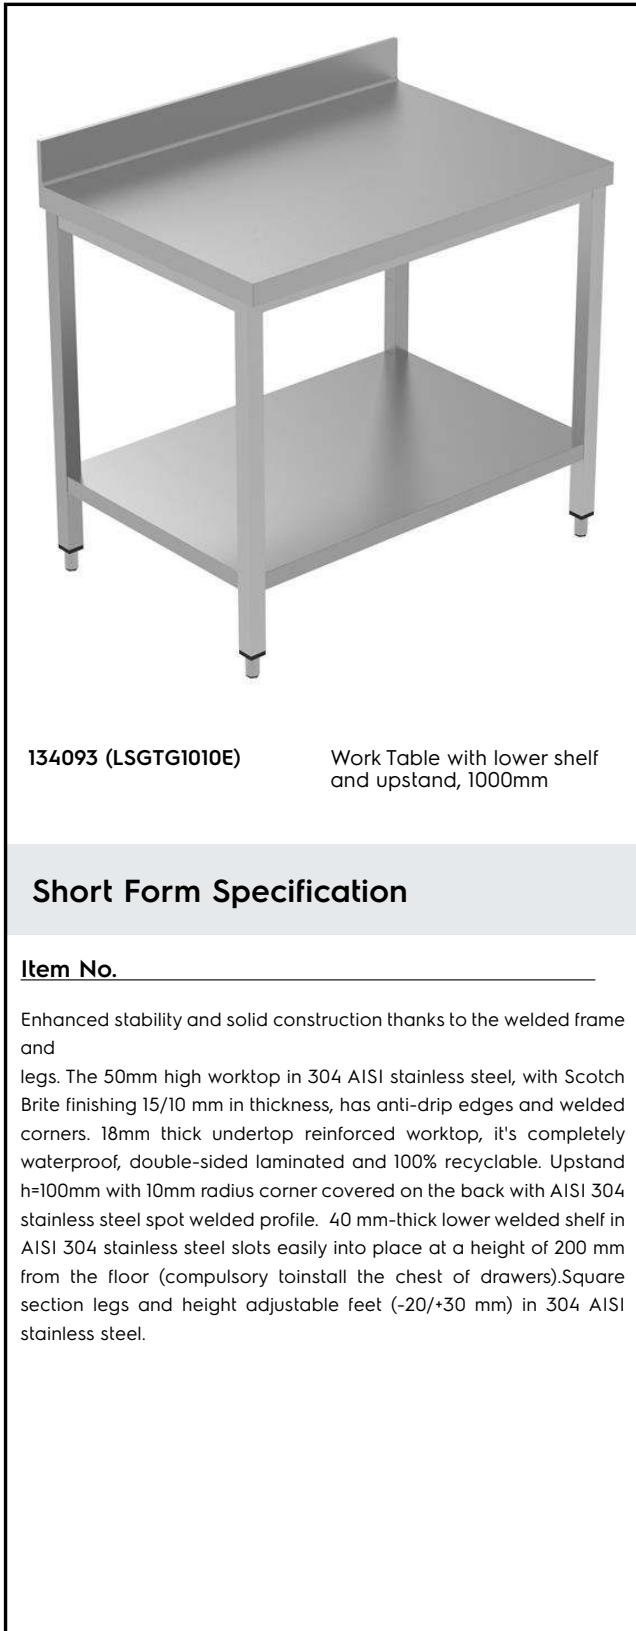 134093 (LSGTG1010E)
Work Table with lower shelf
and upstand, 1000mm
Short Form Specification
Item No.
Enhanced stability and solid construction thanks to the welded frame
and
legs. The 50mm high worktop in 304 AISI stainless steel, with Scotch
Brite finishing 15/10 mm in thickness, has anti-drip edges and welded
corners. 18mm thick undertop reinforced worktop, it's completely
waterproof, double-sided laminated and 100% recyclable. Upstand
h=100mm with 10mm radius corner covered on the back with AISI 304
stainless steel spot welded profile. 40 mm-thick lower welded shelf in
AISI 304 stainless steel slots easily into place at a height of 200 mm
from the floor (compulsory toinstall the chest of drawers).Square
section legs and height adjustable feet (-20/+30 mm) in 304 AISI
stainless steel.